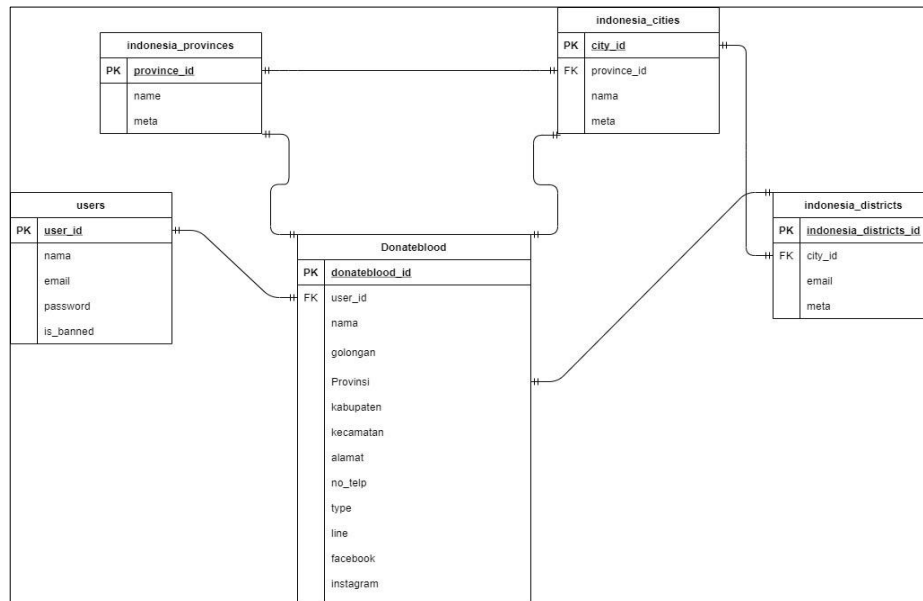 indonesia_provinces
PK province_id
name
meta
indonesia_cities
PK city_id
FK province_id
nama
meta
users
PK user_id
nama
email
password
is_banned
Donateblood
PK donateblood_id
FK user_id
nama
golongan
Provinsi
kabupaten
kecamatan
alamat
no_telp
type
line
facebook
instagram
indonesia_districts
PK indonesia_districts_id
FK city_id
email
meta